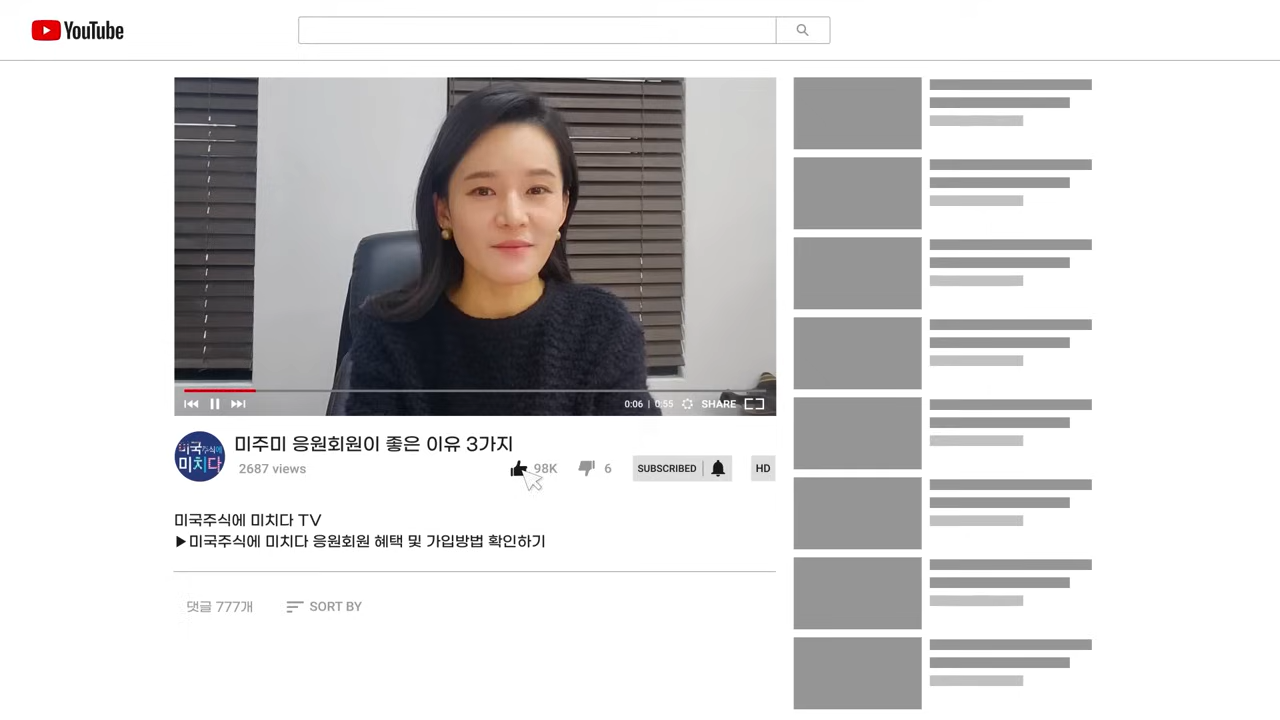 YouTube
0:06 | 0:55 SHARE
미국주식에
미치다
미주미 응원회원이 좋은 이유 3가지
2687 views
98K
6
SUBSCRIBED
HD
미국주식에 미치다 TV
▶미국주식에 미치다 응원회원 혜택 및 가입방법 확인하기
댓글 777개
SORT BY